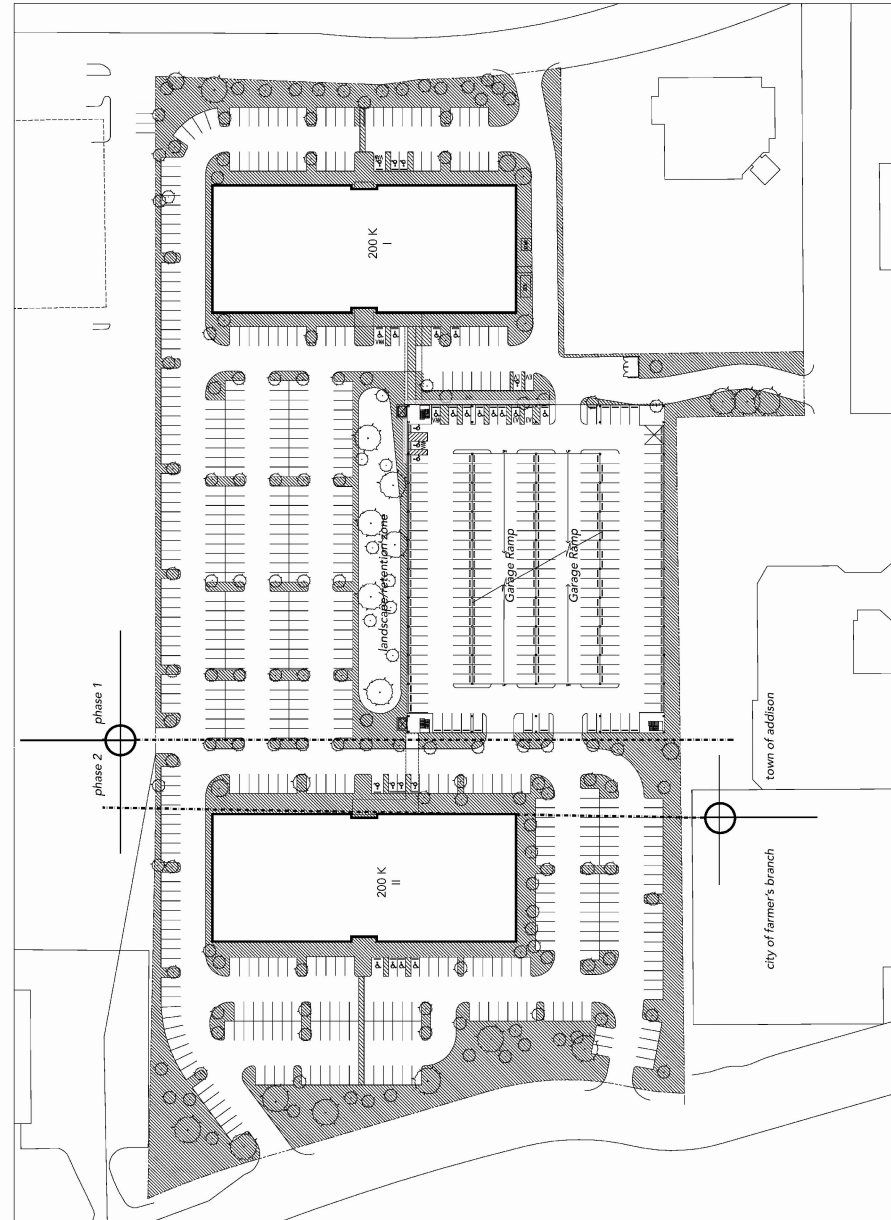 200 K
I
landscape/retention zone
Garage Ramp
Garage Ramp
phase 1
phase 2
town of addison
city of farmer's branch
200 K
II